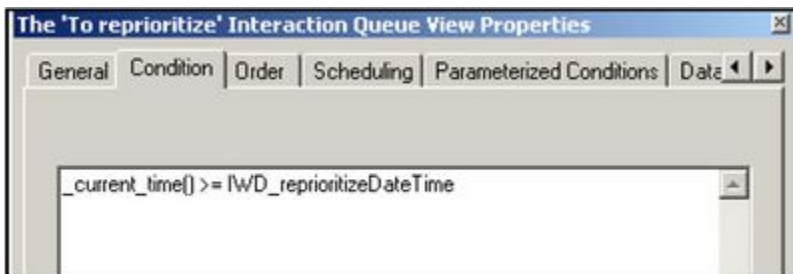 The 'To reprioritize' Interaction Queue View Properties
General Condition Order Scheduling Parameterized Conditions Data
_current_time() >= IWD_reprioritizeDateTime